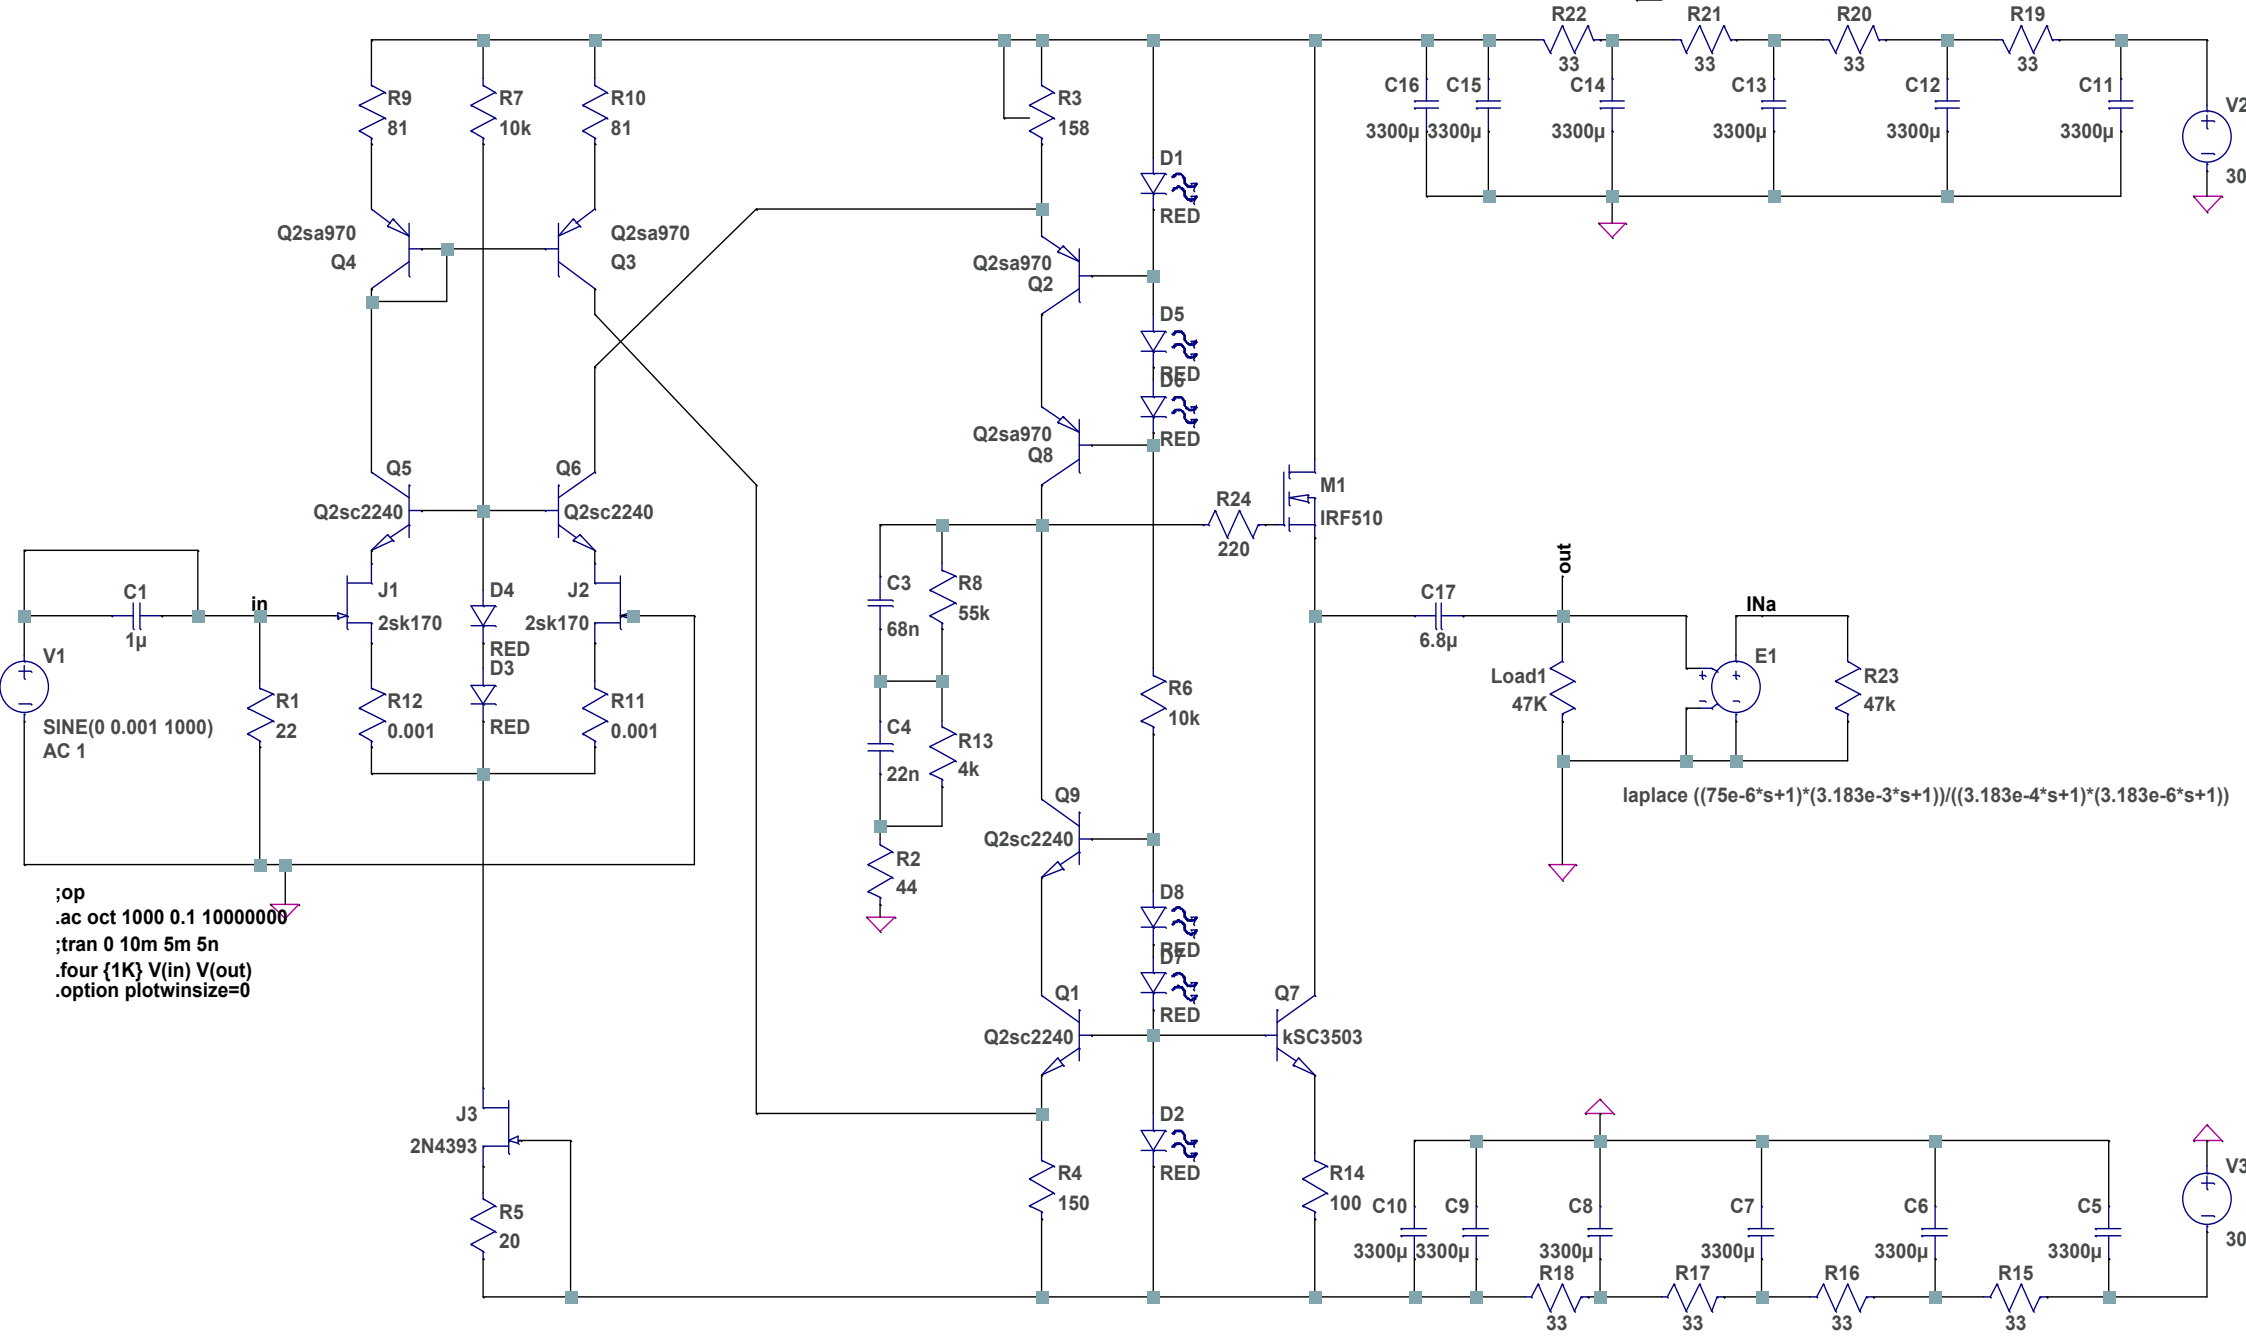 R22
R21
R20
R19
33
33
33
33
R9
81
R7
10k
R10
81
R3
158
C16
3300µ
C15
3300µ
C14
3300µ
C13
3300µ
C12
3300µ
C11
3300µ
V2
30
D1
RED
Q2sa970
Q4
Q2sa970
Q3
Q2sa970
Q2
D5
RED
D6
RED
Q2sa970
Q8
Q5
Q2sc2240
Q6
Q2sc2240
M1
IRF510
R24
220
out
C1
1µ
in
J1
2sk170
D4
RED
J2
2sk170
C3
68n
R8
55k
C17
6.8µ
INa
V1
SINE(0 0.001 1000)
AC 1
R1
22
R12
0.001
D3
RED
R11
0.001
C4
22n
R13
4k
R6
10k
Load1
47K
E1
R23
47k
laplace ((75e-6*s+1)*(3.183e-3*s+1))/((3.183e-4*s+1)*(3.183e-6*s+1))
Q9
Q2sc2240
R2
44
D8
RED
D7
RED
;op
.ac oct 1000 0.1 10000000
;tran 0 10m 5m 5n
.four {1K} V(in) V(out)
.option plotwinsize=0
Q1
Q2sc2240
Q7
kSC3503
J3
2N4393
D2
RED
R5
20
R4
150
R14
100
C10
3300µ
C9
3300µ
C8
3300µ
C7
3300µ
C6
3300µ
C5
3300µ
V3
30
R18
33
R17
33
R16
33
R15
33